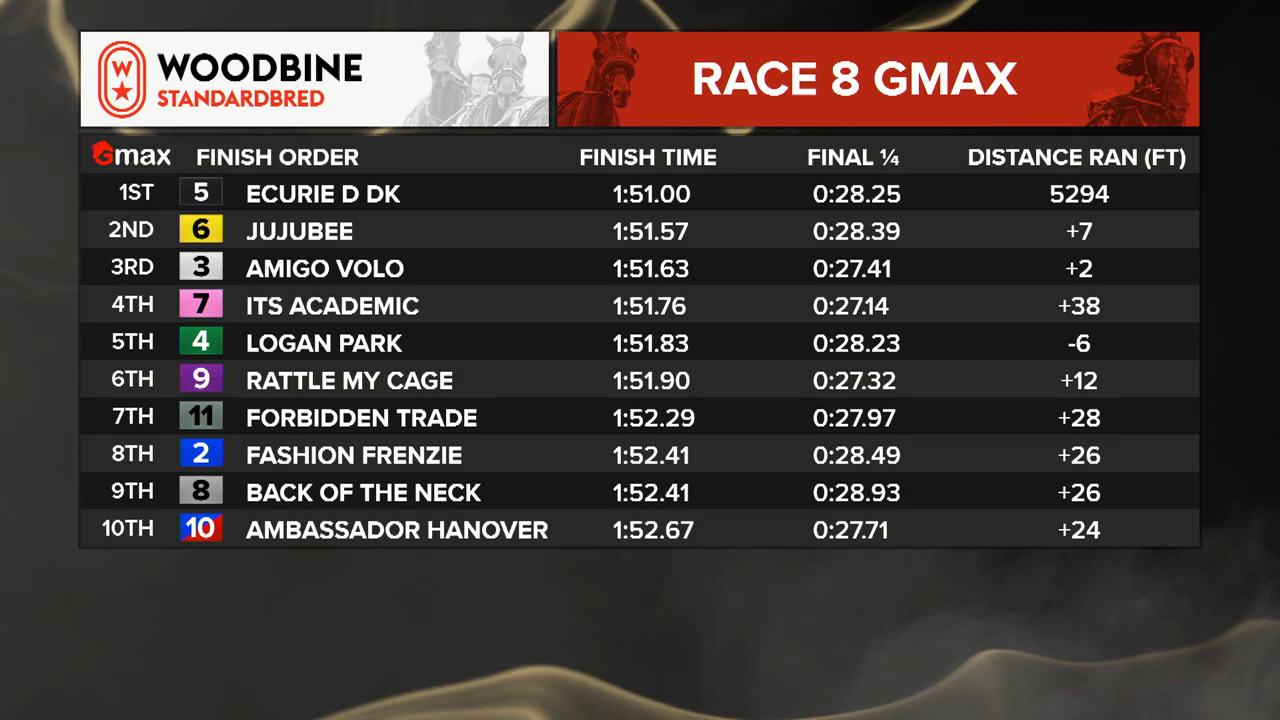 W
WOODBINE
STANDARDBRED
RACE 8 GMAX
Gmax FINISH ORDER FINISH TIME FINAL ¼ DISTANCE RAN (FT)
1ST 5 ECURIE D DK 1:51.00 0:28.25 5294
2ND 6 JUJUBEE 1:51.57 0:28.39 +7
3RD 3 AMIGO VOLO 1:51.63 0:27.41 +2
4TH 7 ITS ACADEMIC 1:51.76 0:27.14 +38
5TH 4 LOGAN PARK 1:51.83 0:28.23 -6
6TH 9 RATTLE MY CAGE 1:51.90 0:27.32 +12
7TH 11 FORBIDDEN TRADE 1:52.29 0:27.97 +28
8TH 2 FASHION FRENZIE 1:52.41 0:28.49 +26
9TH 8 BACK OF THE NECK 1:52.41 0:28.93 +26
10TH 10 AMBASSADOR HANOVER 1:52.67 0:27.71 +24